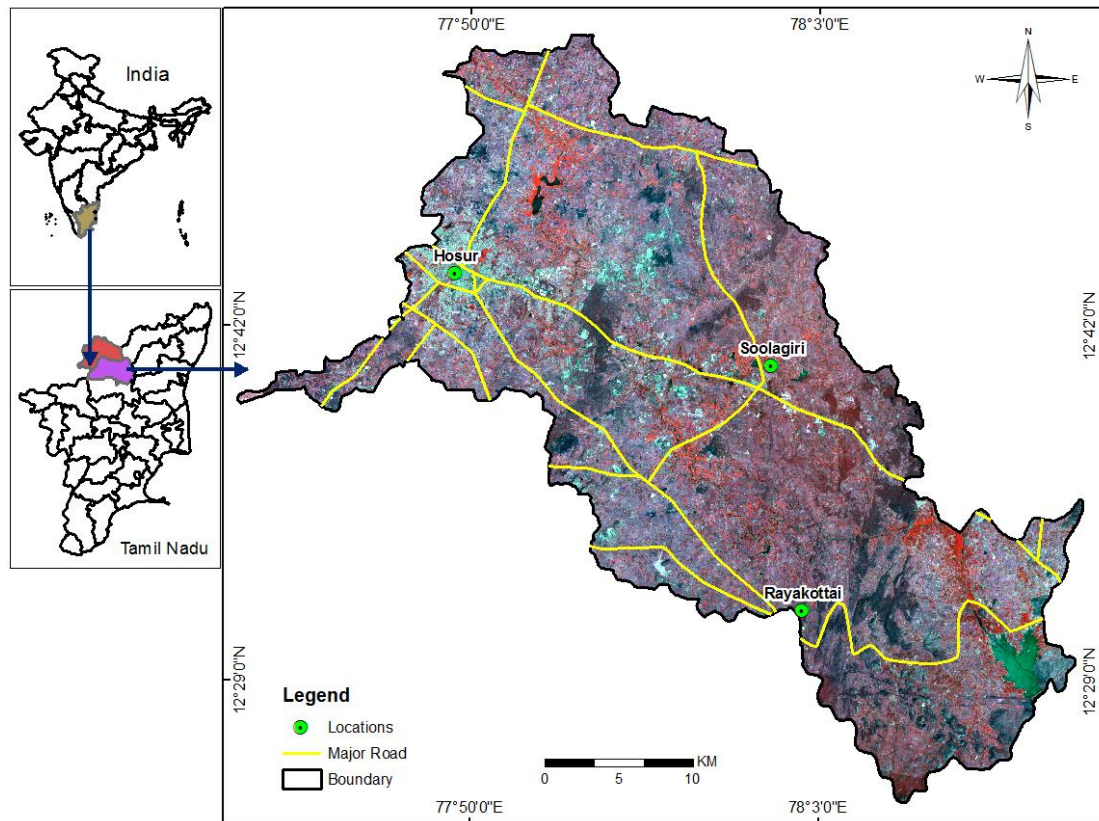 India
Tamil Nadu
77°50'0"E
78°3'0"E
N
W
E
S
12°42'0"N
12°42'0"N
Hosur
Soolagiri
Rayakottai
12°29'0"N
12°29'0"N
Legend
Locations
Major Road
Boundary
KM
0
5
10
77°50'0"E
78°3'0"E